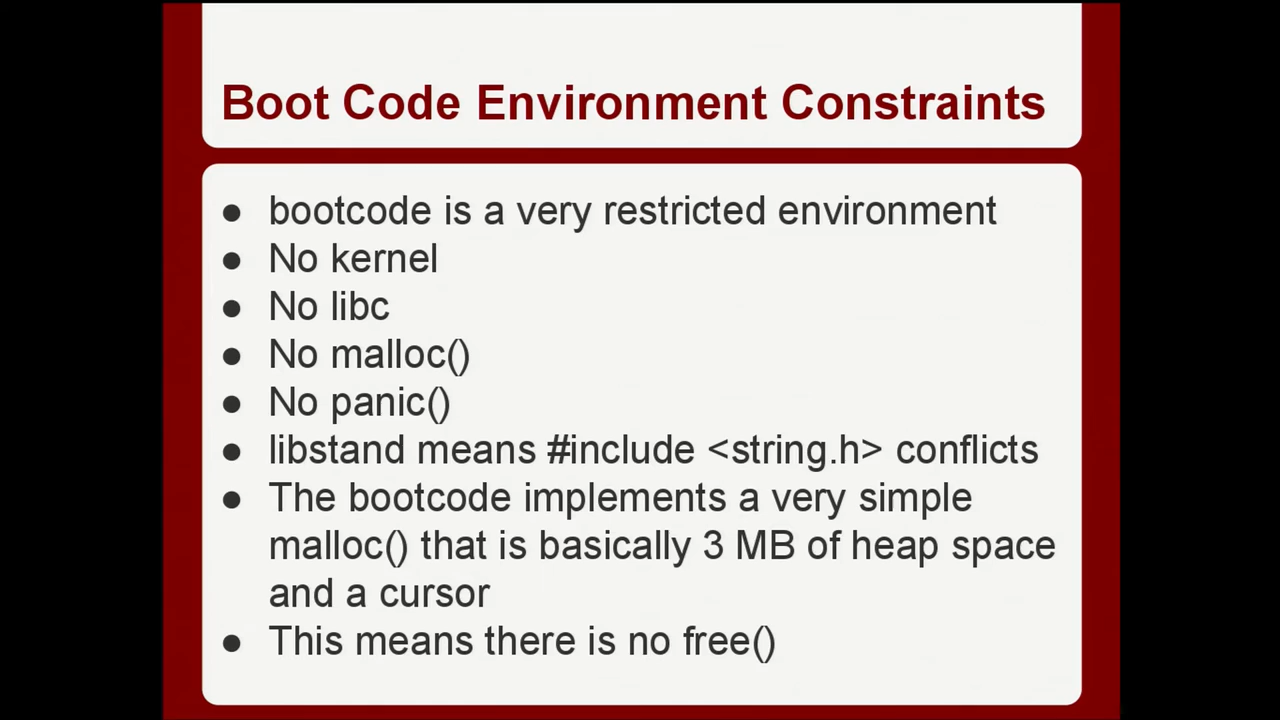 Boot Code Environment Constraints
● bootcode is a very restricted environment
● No kernel
● No libc
● No malloc()
● No panic()
● libstand means #include <string.h> conflicts
● The bootcode implements a very simple
malloc() that is basically 3 MB of heap space
and a cursor
● This means there is no free()